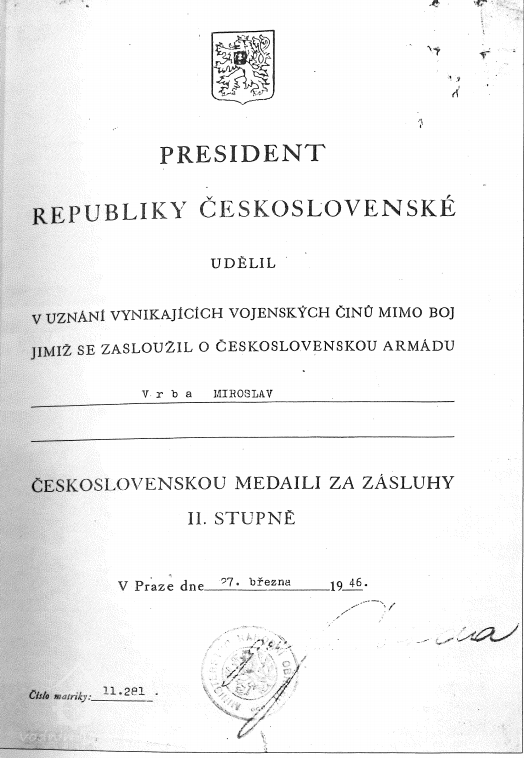 PRESIDENT
REPUBLIKY ČESKOSLOVENSKÉ
UDĚLIL
V UZNÁNÍ VYNIKAJÍCÍCH VOJENSKÝCH ČINŮ MIMO BOJ
JIMIŽ SE ZASLOUŽIL O ČESKOSLOVENSKOU ARMÁDU
V r b a MIROSLAV
ČESKOSLOVENSKOU MEDAILI ZA ZÁSLUHY
II. STUPNĚ
V Praze dne 27. března 1946.
Číslo matriky: 11.281 .